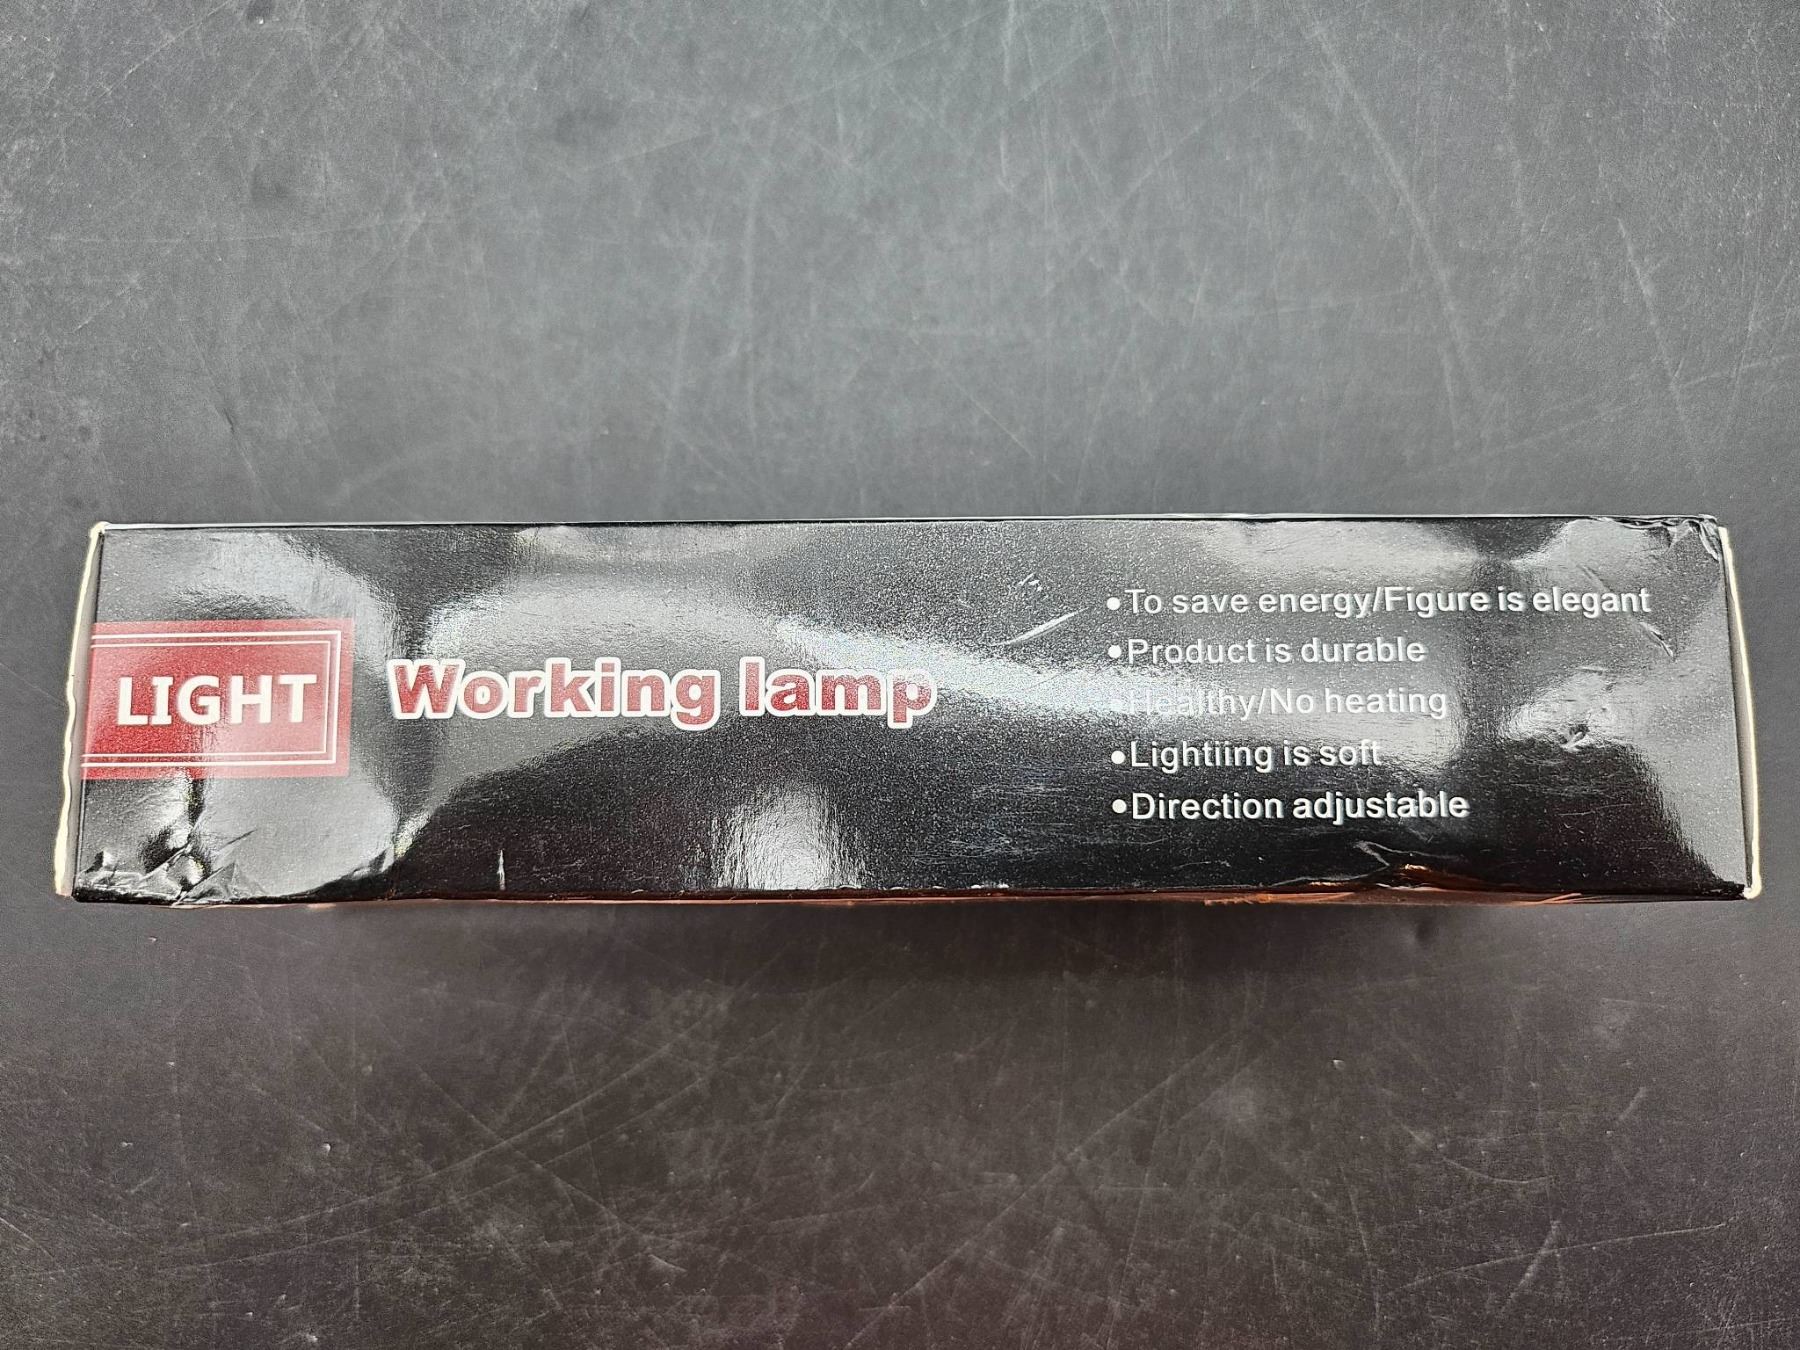 LIGHT
Working lamp
•To save energy/Figure is elegant
•Product is durable
•Healthy/No heating
•Lightiing is soft
•Direction adjustable